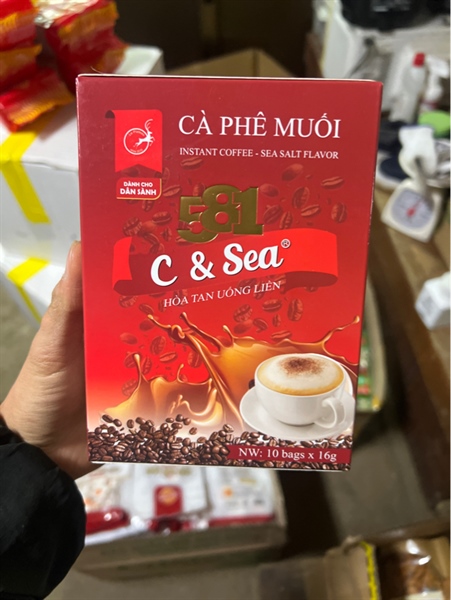 CÀ PHÊ MUỐI
INSTANT COFFEE - SEA SALT FLAVOR
DÀNH CHO
DÂN SÀNH
581
C & Sea®
HÒA TAN UỐNG LIỀN
NW: 10 bags x 16g